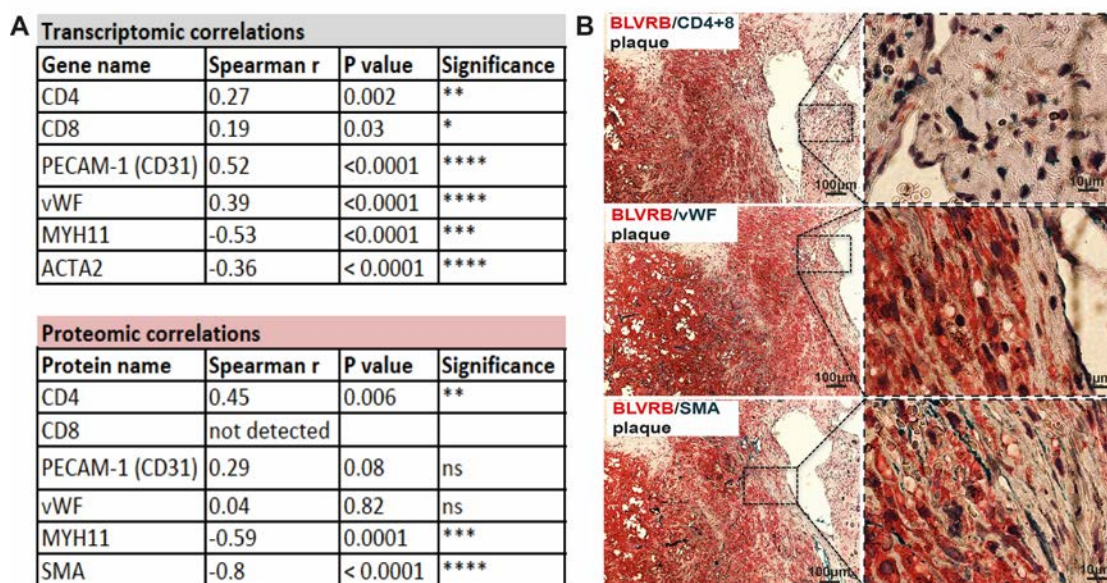 A
Transcriptomic correlations
Gene name Spearman r P value Significance
CD4 0.27 0.002 **
CD8 0.19 0.03 *
PECAM-1 (CD31) 0.52 <0.0001 ****
vWF 0.39 <0.0001 ****
MYH11 -0.53 <0.0001 ***
ACTA2 -0.36 < 0.0001 ****
Proteomic correlations
Protein name Spearman r P value Significance
CD4 0.45 0.006 **
CD8 not detected
PECAM-1 (CD31) 0.29 0.08 ns
vWF 0.04 0.82 ns
MYH11 -0.59 0.0001 ***
SMA -0.8 < 0.0001 ****
B
BLVRB/CD4+8
plaque
100µm
10µm
BLVRB/vWF
plaque
100µm
10µm
BLVRB/SMA
plaque
100µm
10µm